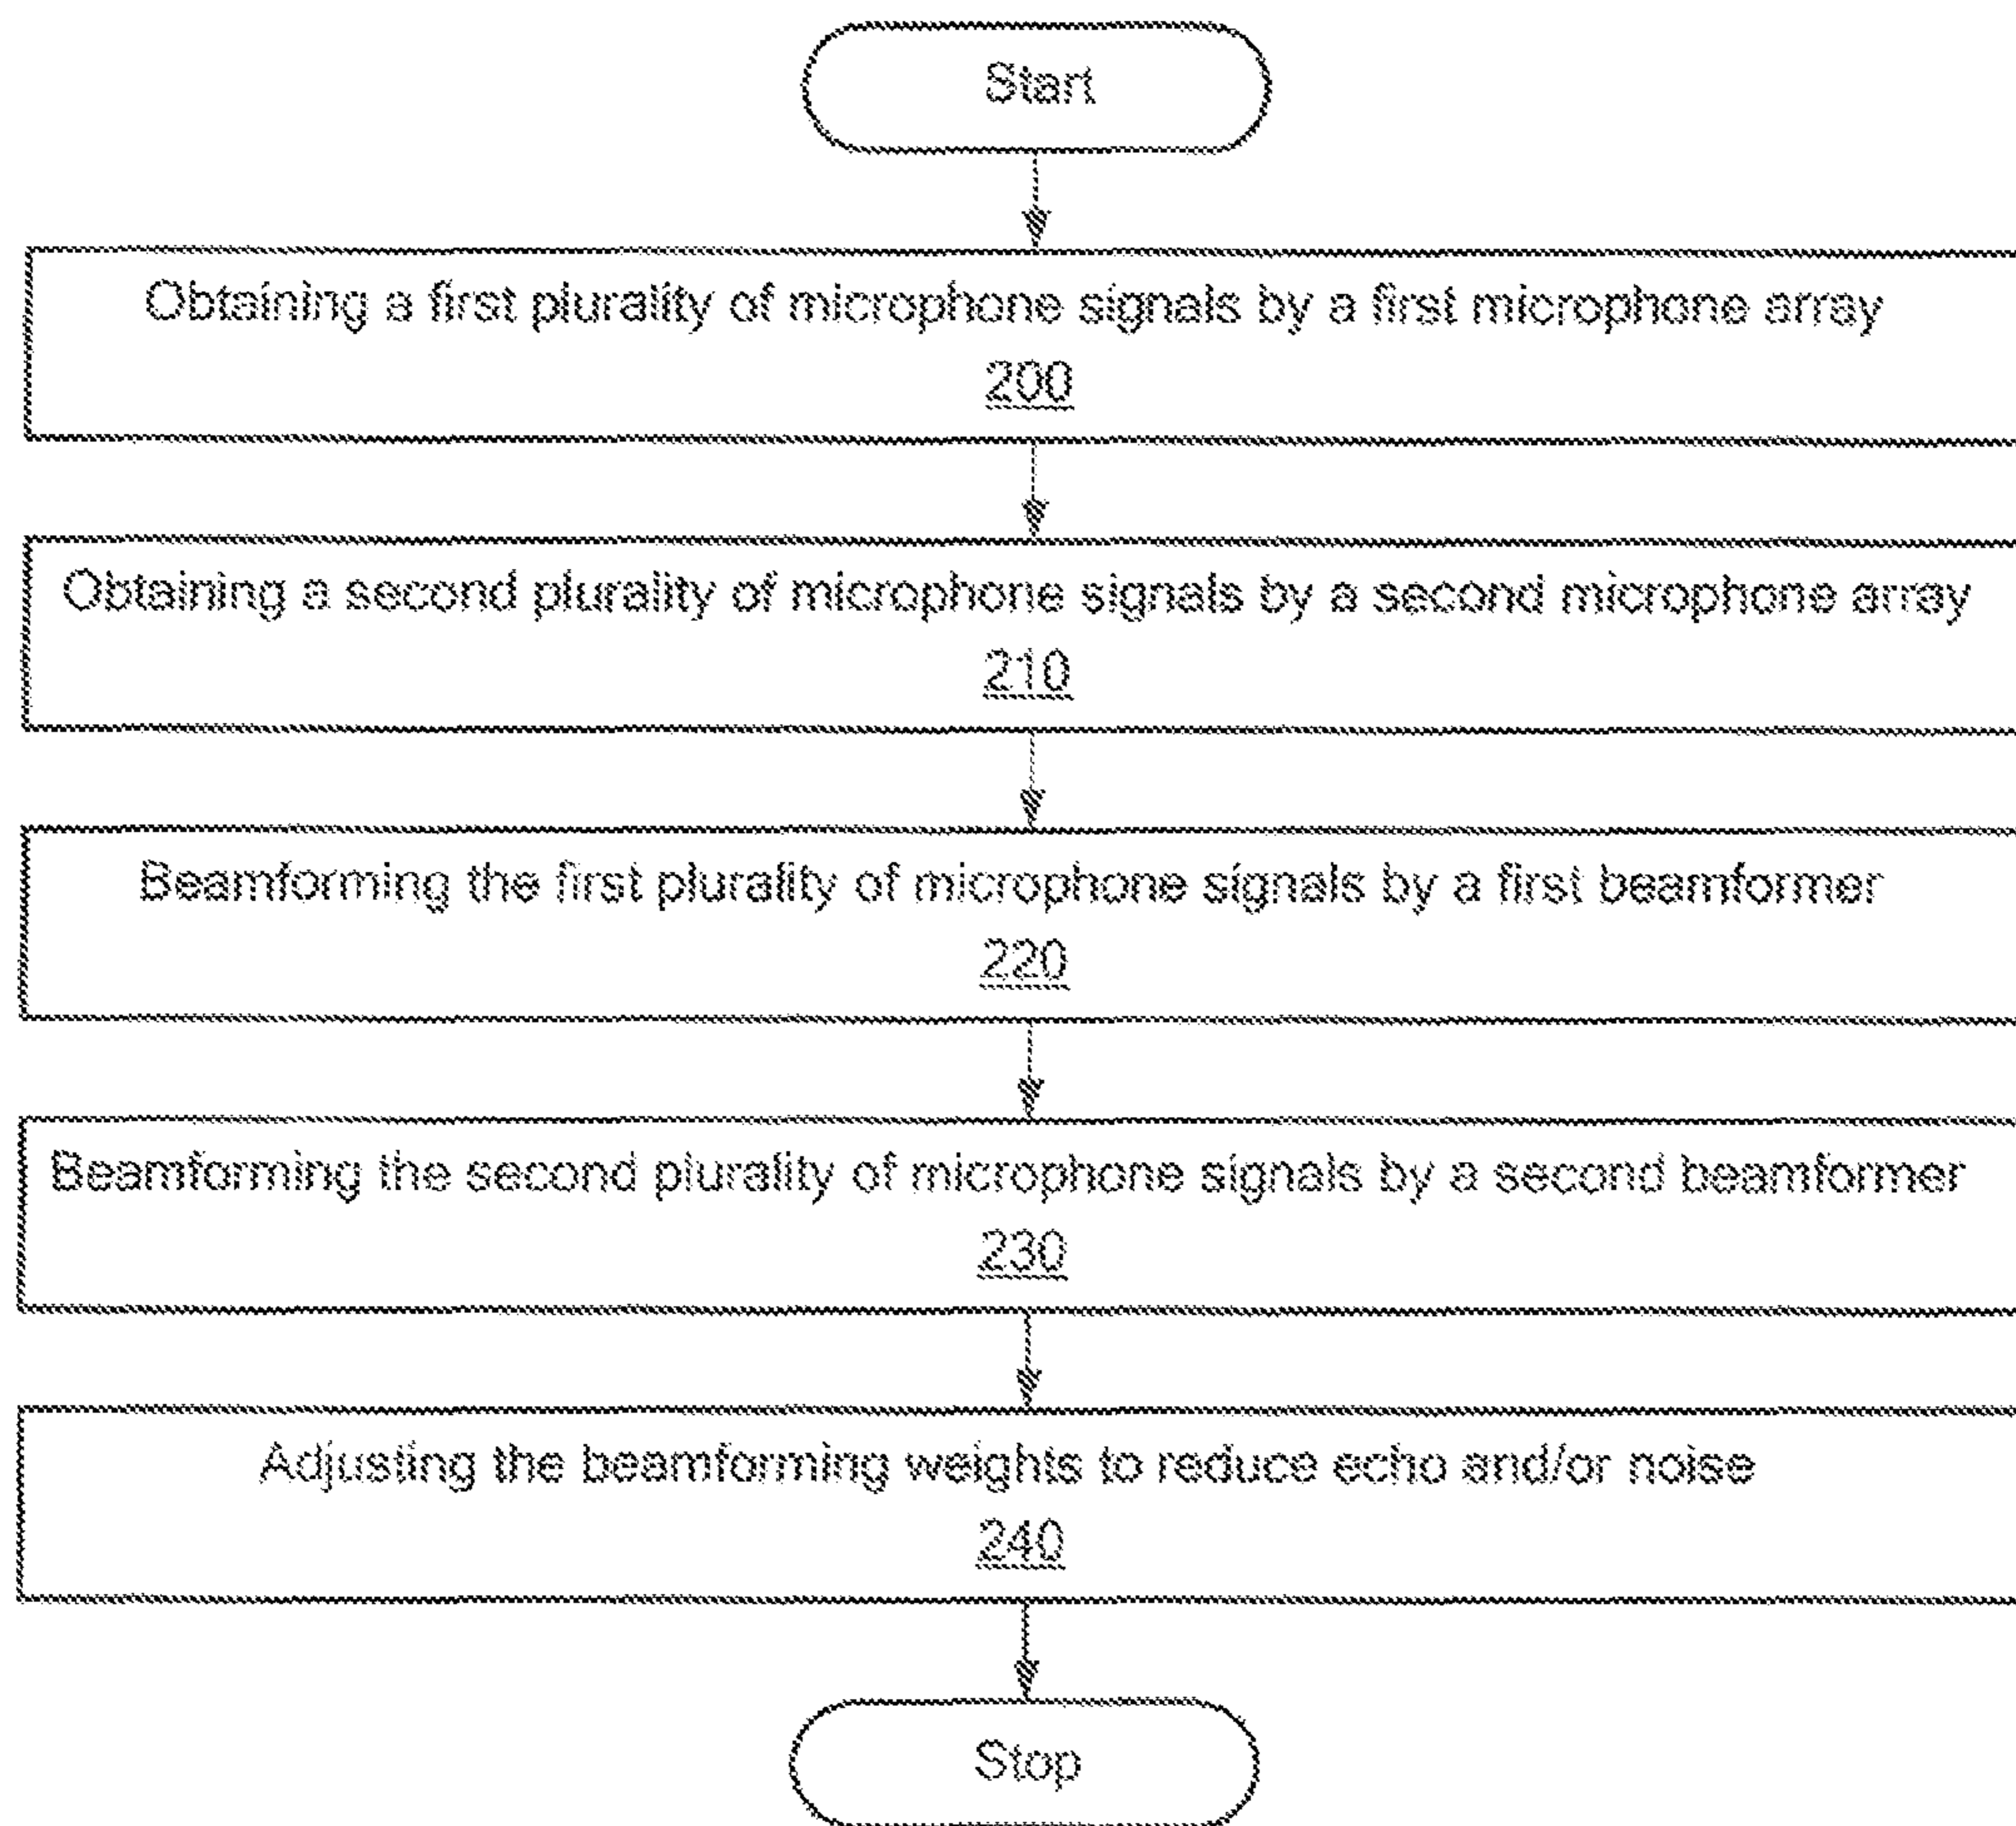 Start
Obtaining a first plurality of microphone signals by a first microphone array
200
Obtaining a second plurality of microphone signals by a second microphone array
210
Beamforming the first plurality of microphone signals by a first beamformer
220
Beamforming the second plurality of microphone signals by a second beamformer
230
Adjusting the beamforming weights to reduce echo and/or noise
240
Stop